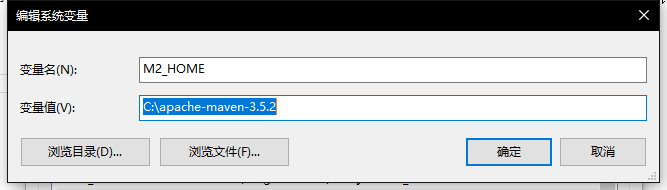 编辑系统变量
变量名(N):
M2_HOME
变量值(V):
C:\apache-maven-3.5.2
浏览目录(D)...
浏览文件(F)...
确定
取消